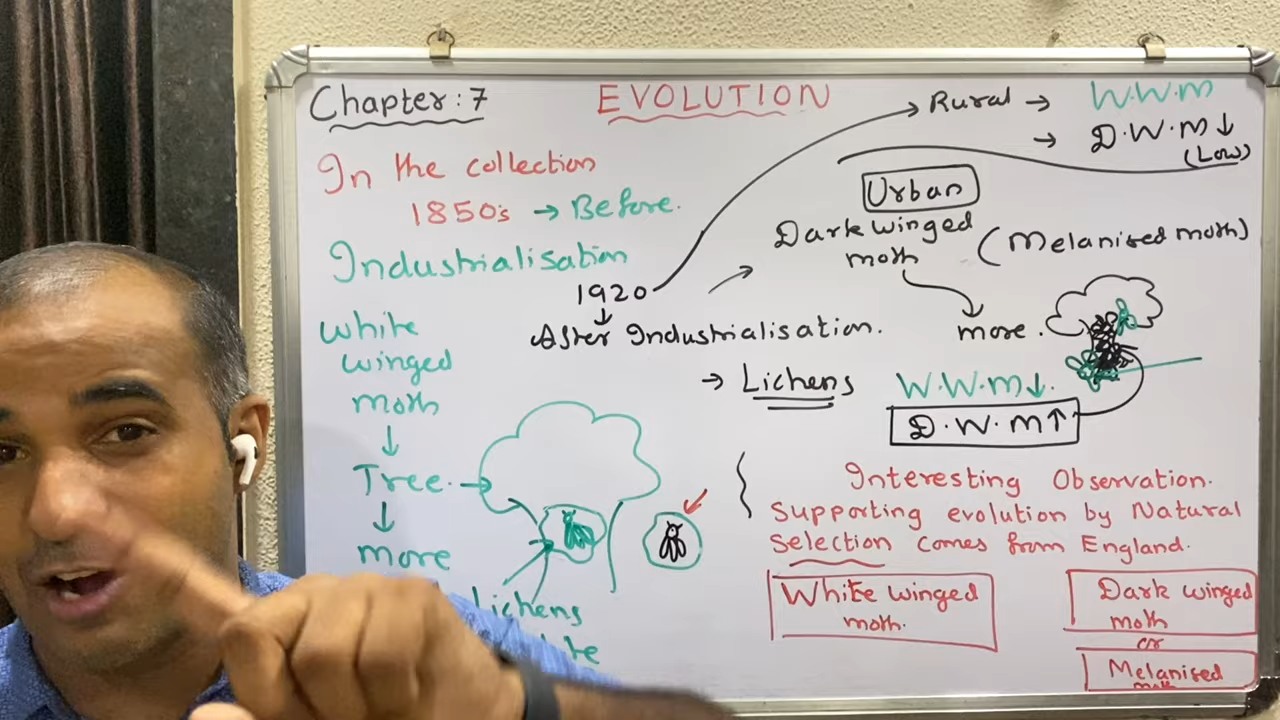 Chapter: 7
EVOLUTION
In the collection
1850's → Before.
Industrialisation
1920
After Industrialisation.
white
winged
moth
Tree.
more
Lichens
Rural → W.W.M
→ D.W.M↓
(Low)
Urban
Dark winged
moth
(Melanised moth)
more.
→ Lichens
W.W.M↓.
D.W.M↑
Interesting Observation.
Supporting evolution by Natural
Selection comes from England.
White winged
moth.
Dark winged
moth
or
Melanised
moth